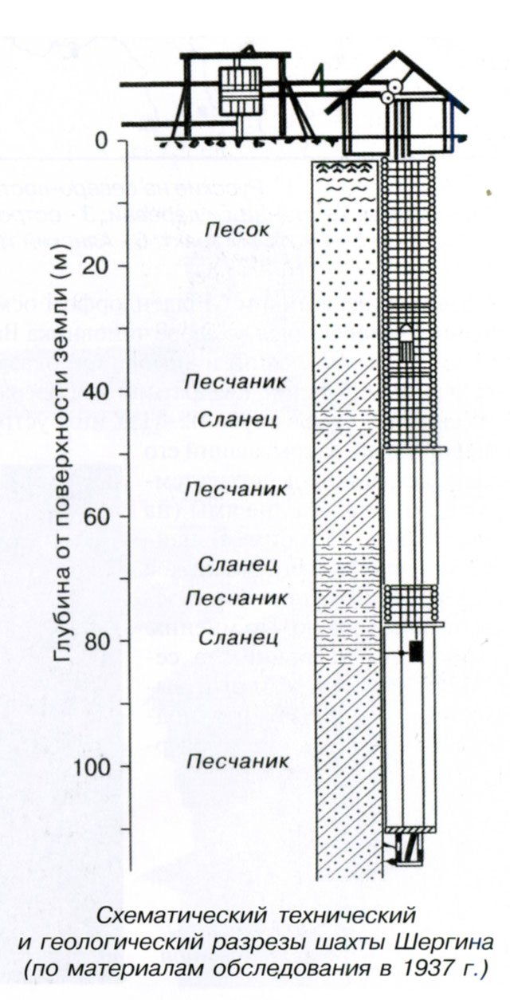 0
Песок
20
Песчаник
40
Сланец
Песчаник
60
Сланец
Песчаник
80
Сланец
100
Песчаник
Глубина от поверхности земли (м)
Схематический технический
и геологический разрезы шахты Шергина
(по материалам обследования в 1937 г.)